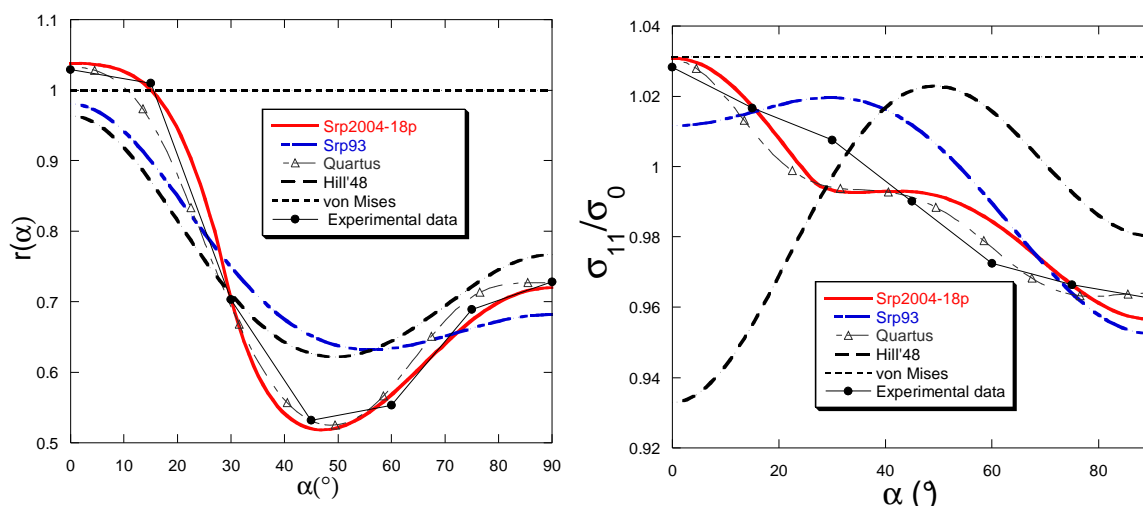 1.1
1
0.9
0.8
0.7
0.6
0.5
r(α)
Srp2004-18p
Srp93
Quartus
Hill'48
von Mises
Experimental data
0 10 20 30 40 50 60 70 80 90
α(°)
1.04
1.02
1
0.98
0.96
0.94
0.92
σ11/σ0
Srp2004-18p
Srp93
Quartus
Hill'48
von Mises
Experimental data
0 20 40 60 80
α (°)